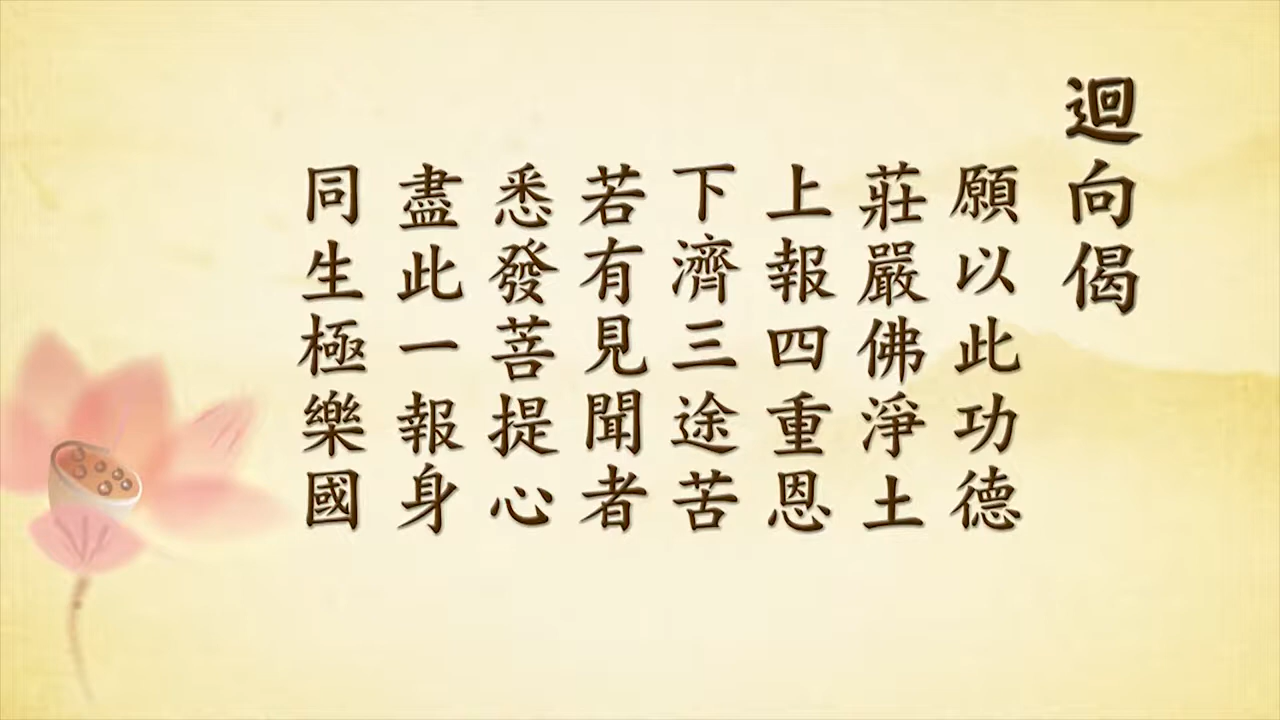 迴向偈
願以此功德
莊嚴佛淨土
上報四重恩
下濟三途苦
若有見聞者
悉發菩提心
盡此一報身
同生極樂國